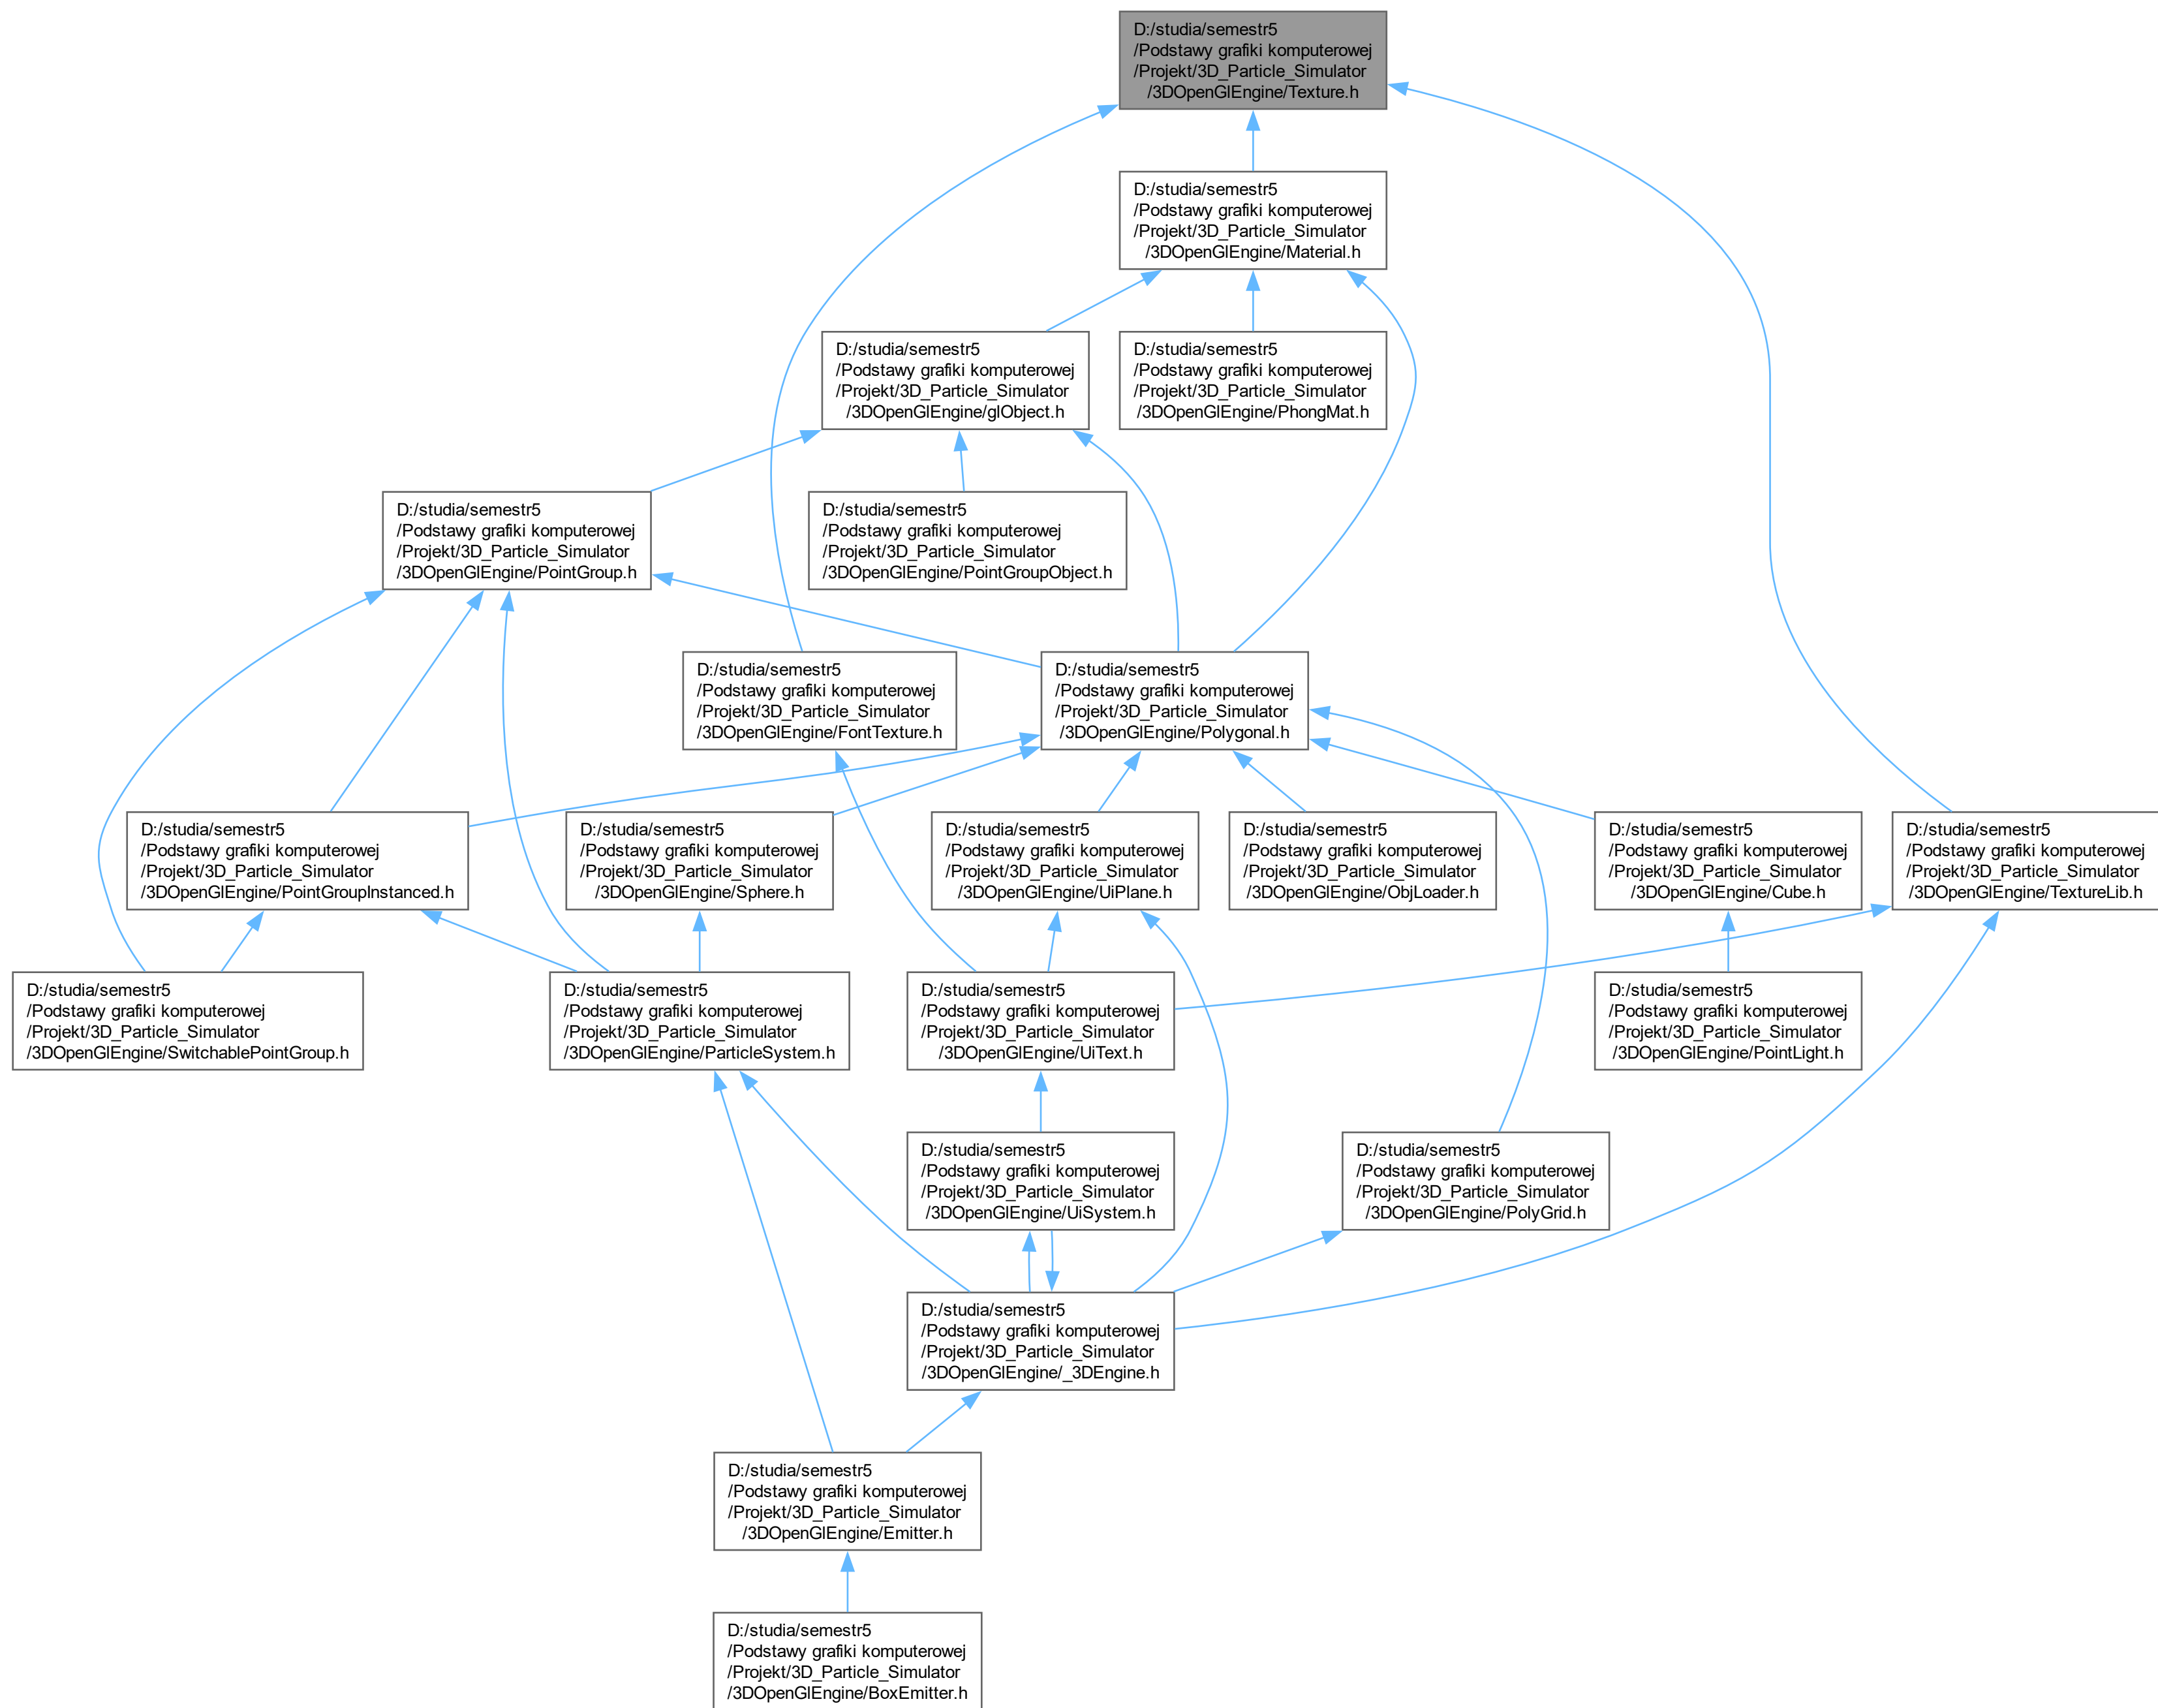 D:/studia/semestr5
/Podstawy grafiki komputerowej
/Projekt/3D_Particle_Simulator
/3DOpenGlEngine/Texture.h
D:/studia/semestr5
/Podstawy grafiki komputerowej
/Projekt/3D_Particle_Simulator
/3DOpenGlEngine/Material.h
D:/studia/semestr5
/Podstawy grafiki komputerowej
/Projekt/3D_Particle_Simulator
/3DOpenGlEngine/glObject.h
D:/studia/semestr5
/Podstawy grafiki komputerowej
/Projekt/3D_Particle_Simulator
/3DOpenGlEngine/PhongMat.h
D:/studia/semestr5
/Podstawy grafiki komputerowej
/Projekt/3D_Particle_Simulator
/3DOpenGlEngine/PointGroup.h
D:/studia/semestr5
/Podstawy grafiki komputerowej
/Projekt/3D_Particle_Simulator
/3DOpenGlEngine/PointGroupObject.h
D:/studia/semestr5
/Podstawy grafiki komputerowej
/Projekt/3D_Particle_Simulator
/3DOpenGlEngine/FontTexture.h
D:/studia/semestr5
/Podstawy grafiki komputerowej
/Projekt/3D_Particle_Simulator
/3DOpenGlEngine/Polygonal.h
D:/studia/semestr5
/Podstawy grafiki komputerowej
/Projekt/3D_Particle_Simulator
/3DOpenGlEngine/PointGroupInstanced.h
D:/studia/semestr5
/Podstawy grafiki komputerowej
/Projekt/3D_Particle_Simulator
/3DOpenGlEngine/Sphere.h
D:/studia/semestr5
/Podstawy grafiki komputerowej
/Projekt/3D_Particle_Simulator
/3DOpenGlEngine/UiPlane.h
D:/studia/semestr5
/Podstawy grafiki komputerowej
/Projekt/3D_Particle_Simulator
/3DOpenGlEngine/ObjLoader.h
D:/studia/semestr5
/Podstawy grafiki komputerowej
/Projekt/3D_Particle_Simulator
/3DOpenGlEngine/Cube.h
D:/studia/semestr5
/Podstawy grafiki komputerowej
/Projekt/3D_Particle_Simulator
/3DOpenGlEngine/TextureLib.h
D:/studia/semestr5
/Podstawy grafiki komputerowej
/Projekt/3D_Particle_Simulator
/3DOpenGlEngine/SwitchablePointGroup.h
D:/studia/semestr5
/Podstawy grafiki komputerowej
/Projekt/3D_Particle_Simulator
/3DOpenGlEngine/ParticleSystem.h
D:/studia/semestr5
/Podstawy grafiki komputerowej
/Projekt/3D_Particle_Simulator
/3DOpenGlEngine/UiText.h
D:/studia/semestr5
/Podstawy grafiki komputerowej
/Projekt/3D_Particle_Simulator
/3DOpenGlEngine/PointLight.h
D:/studia/semestr5
/Podstawy grafiki komputerowej
/Projekt/3D_Particle_Simulator
/3DOpenGlEngine/UiSystem.h
D:/studia/semestr5
/Podstawy grafiki komputerowej
/Projekt/3D_Particle_Simulator
/3DOpenGlEngine/PolyGrid.h
D:/studia/semestr5
/Podstawy grafiki komputerowej
/Projekt/3D_Particle_Simulator
/3DOpenGlEngine/_3DEngine.h
D:/studia/semestr5
/Podstawy grafiki komputerowej
/Projekt/3D_Particle_Simulator
/3DOpenGlEngine/Emitter.h
D:/studia/semestr5
/Podstawy grafiki komputerowej
/Projekt/3D_Particle_Simulator
/3DOpenGlEngine/BoxEmitter.h